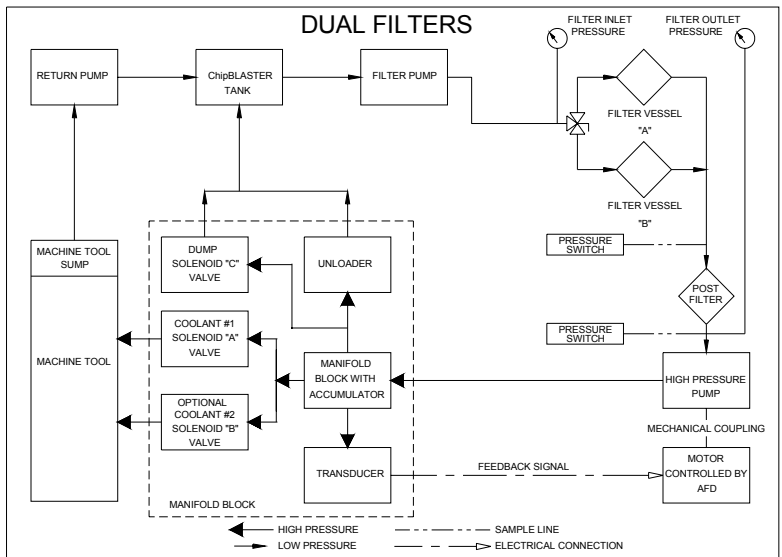 DUAL FILTERS
FILTER INLET
PRESSURE
FILTER OUTLET
PRESSURE
RETURN PUMP
ChipBLASTER
TANK
FILTER PUMP
FILTER VESSEL
"A"
FILTER VESSEL
"B"
PRESSURE
SWITCH
MACHINE TOOL
SUMP
DUMP
SOLENOID "C"
VALVE
UNLOADER
POST
FILTER
PRESSURE
SWITCH
MACHINE TOOL
COOLANT #1
SOLENOID "A"
VALVE
MANIFOLD
BLOCK WITH
ACCUMULATOR
HIGH PRESSURE
PUMP
OPTIONAL
COOLANT #2
SOLENOID "B"
VALVE
MECHANICAL COUPLING
TRANSDUCER
FEEDBACK SIGNAL
MOTOR
CONTROLLED BY
AFD
MANIFOLD BLOCK
HIGH PRESSURE
SAMPLE LINE
LOW PRESSURE
ELECTRICAL CONNECTION